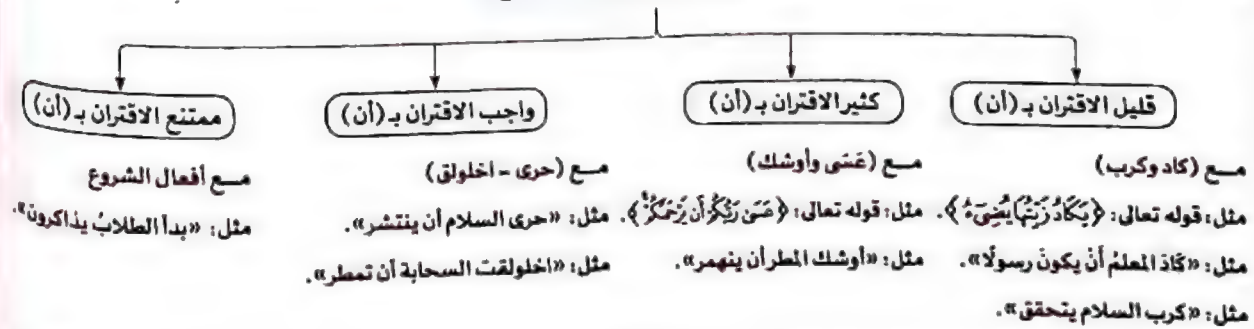 قليل الاقتران بـ (أن)
مع (كاد وكرب)
مثل: قوله تعالى: ﴿يَكَادُ زَيْتُهَا يُضِيءُ﴾.
مثل: «كَادَ المعلمُ أَنْ يكونَ رسولًا».
مثل: «كرب السلام يتحقق».
كثير الاقتران بـ (أن)
مع (عَسَى وأوشك)
مثل: قوله تعالى: ﴿عَسَى رَبُّكُمْ أَن يَرْحَمَكُمْ﴾.
مثل: «أوشك المطر أن ينهمر».
واجب الاقتران بـ (أن)
مع (حرى - اخلولق)
مثل: «حرى السلام أن ينتشر».
مثل: «اخلولقت السحابة أن تمطر».
ممتنع الاقتران بـ (أن)
مع أفعال الشروع
مثل: «بدأ الطلابُ يذاكرون».